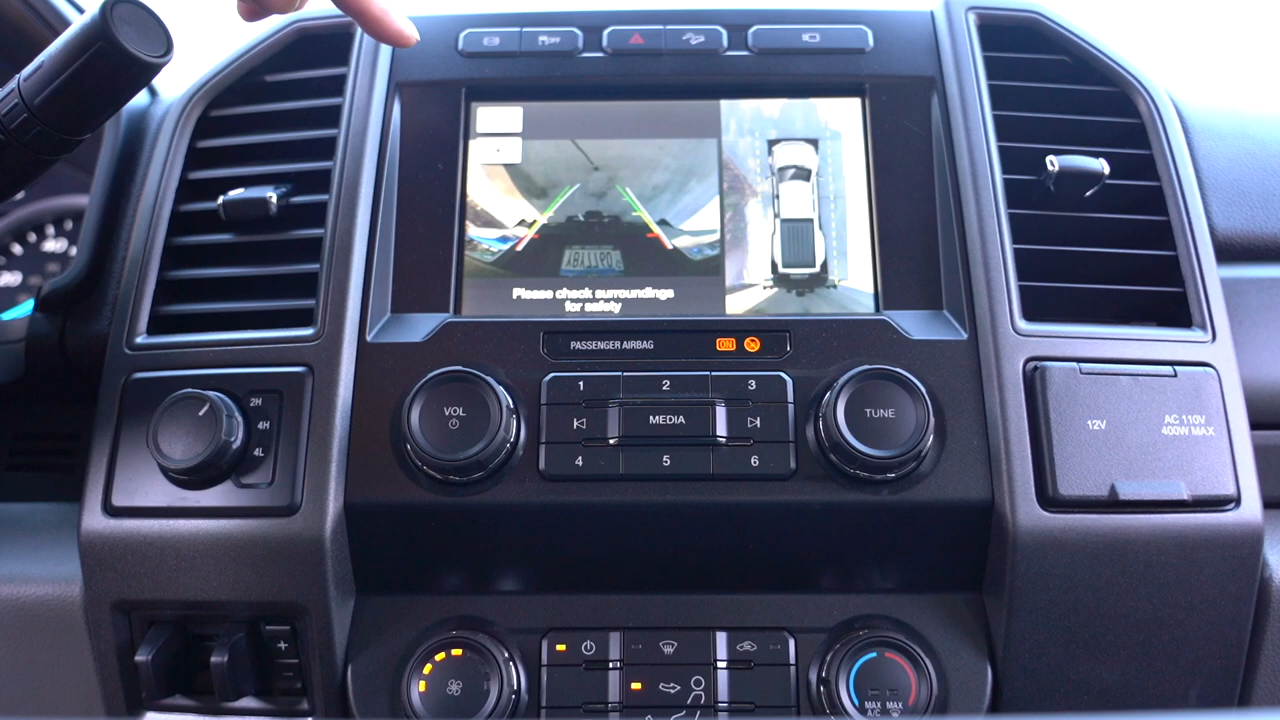 OFF
Please check surroundings
for safety
PASSENGER AIRBAG
ON
1 2 3
VOL
MEDIA
TUNE
4 5 6
2H
4H
4L
12V
AC 110V
400W MAX
+
-
MAX
A/C
MAX